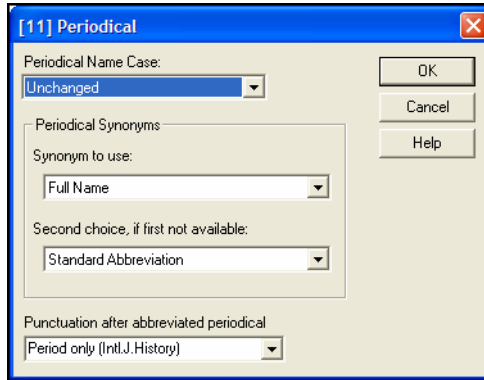 [11] Periodical
Periodical Name Case:
Unchanged
OK
Cancel
Help
Periodical Synonyms
Synonym to use:
Full Name
Second choice, if first not available:
Standard Abbreviation
Punctuation after abbreviated periodical
Period only (Intl.J.History)